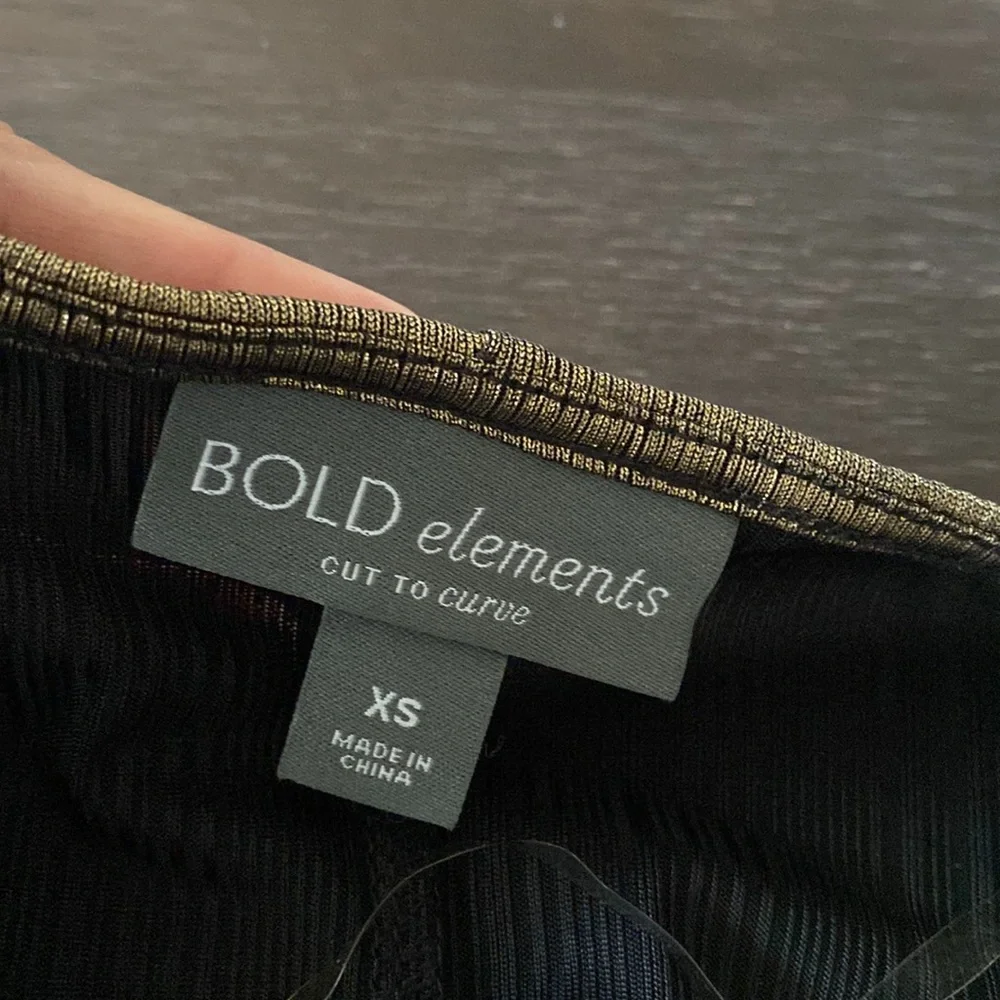 BOLD elements
CUT TO curve
XS
MADE IN
CHINA